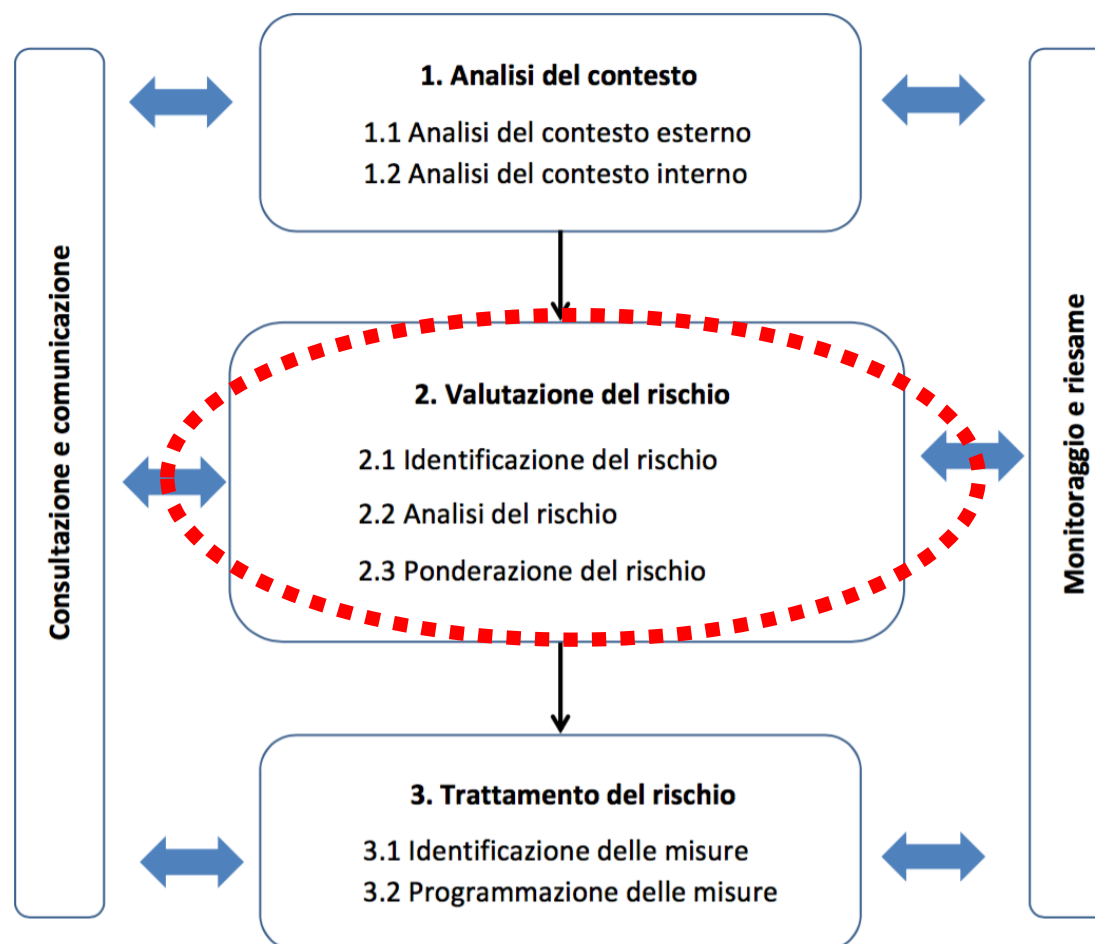 Consultazione e comunicazione
1. Analisi del contesto
1.1 Analisi del contesto esterno
1.2 Analisi del contesto interno
2. Valutazione del rischio
2.1 Identificazione del rischio
2.2 Analisi del rischio
2.3 Ponderazione del rischio
3. Trattamento del rischio
3.1 Identificazione delle misure
3.2 Programmazione delle misure
Monitoraggio e riesame